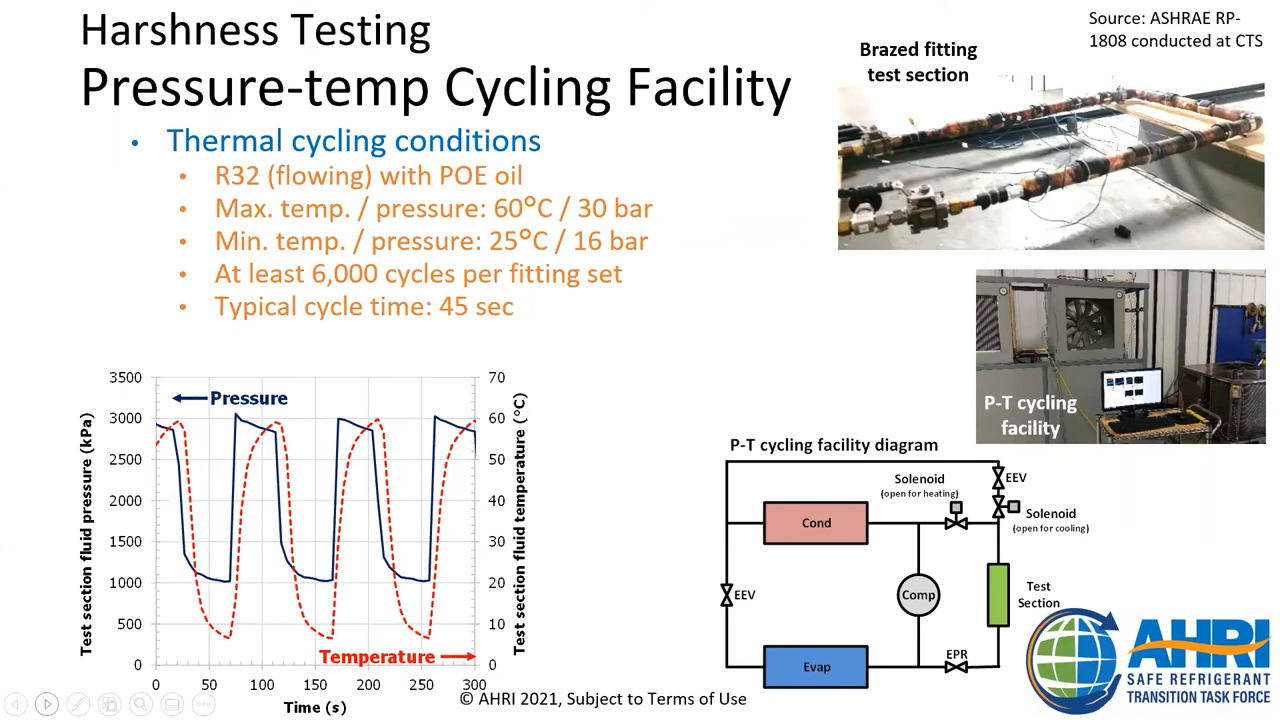 Harshness Testing
Pressure-temp Cycling Facility
Source: ASHRAE RP-
1808 conducted at CTS
Brazed fitting
test section
• Thermal cycling conditions
• R32 (flowing) with POE oil
• Max. temp. / pressure: 60°C / 30 bar
• Min. temp. / pressure: 25°C / 16 bar
• At least 6,000 cycles per fitting set
• Typical cycle time: 45 sec
P-T cycling
facility
Test section fluid pressure (kPa)
3500
3000
2500
2000
1500
1000
500
0
Pressure
Temperature
70
60
50
40
30
20
10
0
Test section fluid temperature (°C)
0 50 100 150 200 250 300
Time (s)
P-T cycling facility diagram
Solenoid
(open for heating)
EEV
Solenoid
(open for cooling)
Cond
EEV
Comp
Test
Section
EPR
Evap
AHRI
SAFE REFRIGERANT
TRANSITION TASK FORCE
© AHRI 2021, Subject to Terms of Use